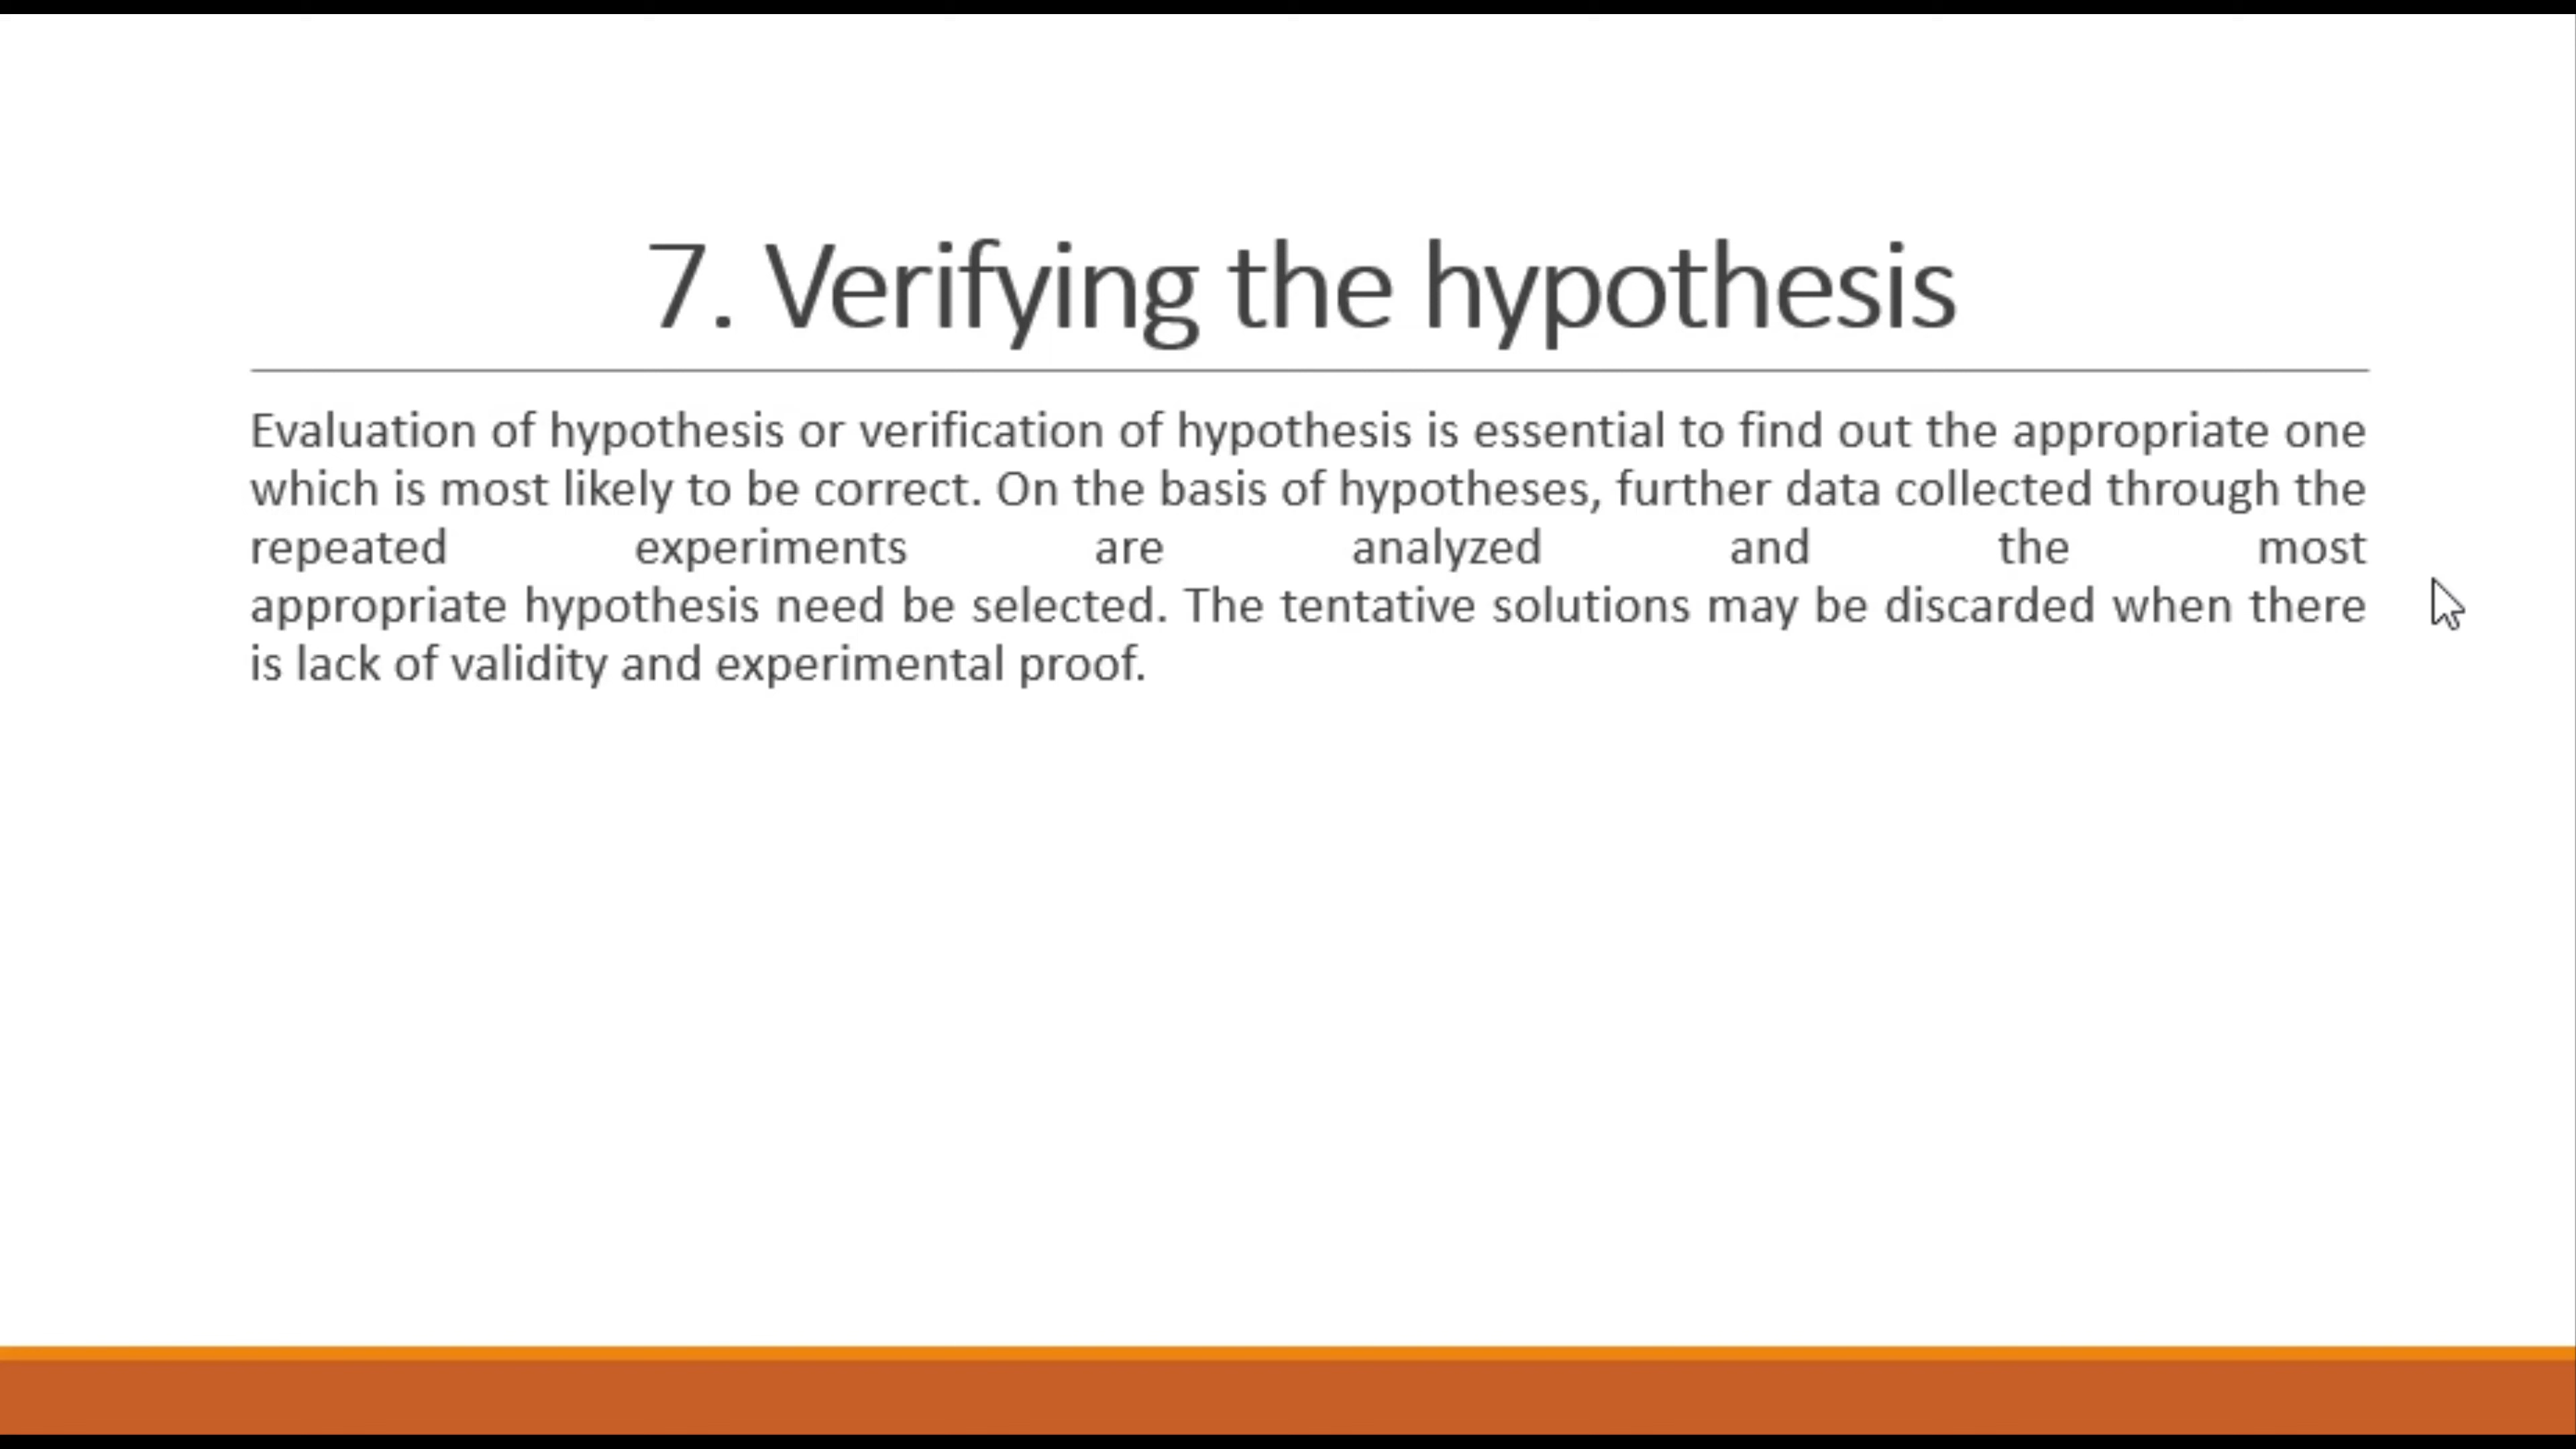 7. Verifying the hypothesis
Evaluation of hypothesis or verification of hypothesis is essential to find out the appropriate one
which is most likely to be correct. On the basis of hypotheses, further data collected through the
repeated experiments are analyzed and the most
appropriate hypothesis need be selected. The tentative solutions may be discarded when there
is lack of validity and experimental proof.